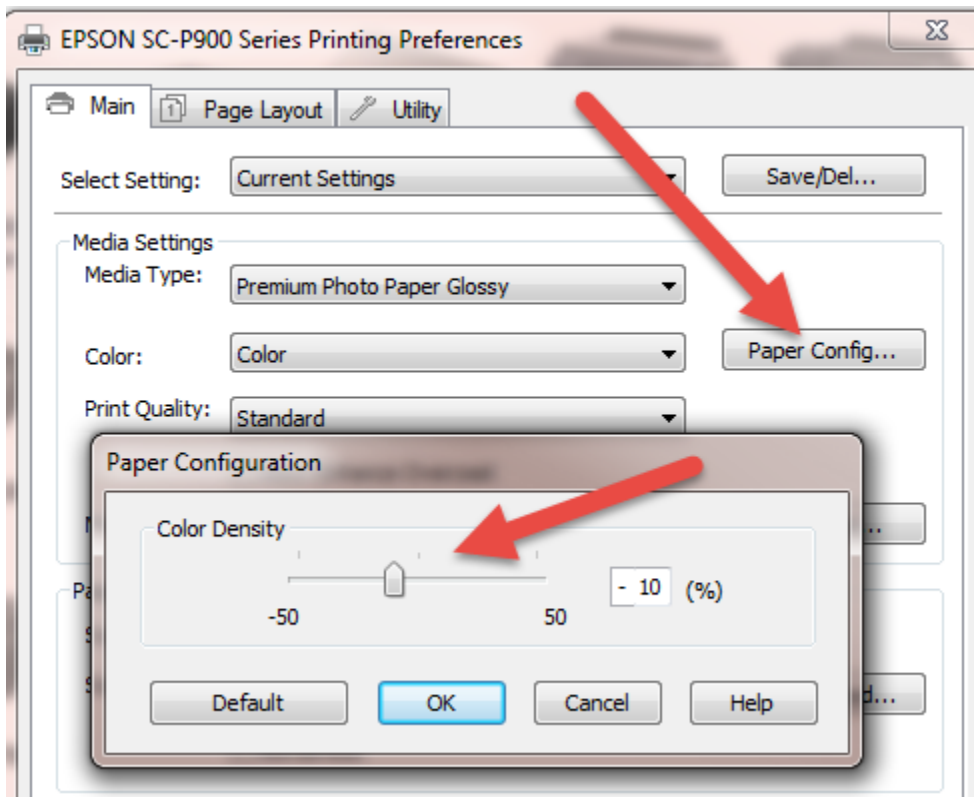 EPSON SC-P900 Series Printing Preferences
Main Page Layout Utility
Select Setting: Current Settings Save/Del...
Media Settings
Media Type: Premium Photo Paper Glossy
Color: Color Paper Config...
Print Quality: Standard
Paper Configuration
Color Density
- 10 (%)
-50 50
Default OK Cancel Help